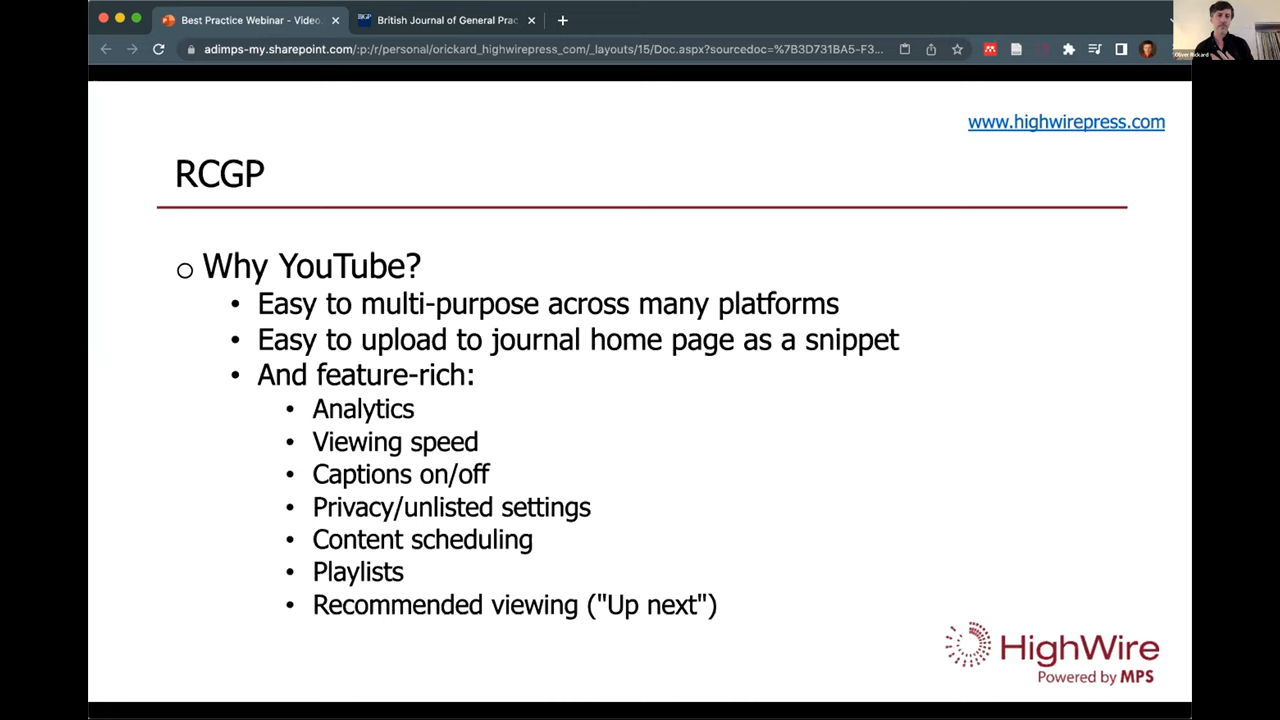 Best Practice Webinar - Video.
British Journal of General Prac
adimps-my.sharepoint.com/:p:/r/personal/orickard_highwirepress_com/_layouts/15/Doc.aspx?sourcedoc=%7B3D731BA5-F3...
Oliver Rickard
www.highwirepress.com
RCGP
Why YouTube?
• Easy to multi-purpose across many platforms
• Easy to upload to journal home page as a snippet
• And feature-rich:
• Analytics
• Viewing speed
• Captions on/off
• Privacy/unlisted settings
• Content scheduling
• Playlists
• Recommended viewing ("Up next")
HighWire
Powered by MPS